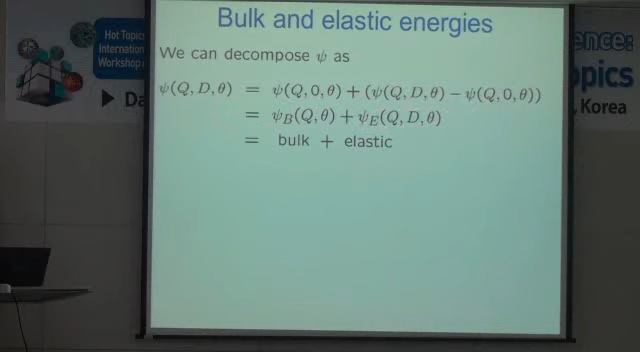 Bulk and elastic energies
We can decompose ψ as
ψ(Q, D, θ) = ψ(Q, 0, θ) + (ψ(Q, D, θ) − ψ(Q, 0, θ))
= ψ_B(Q, θ) + ψ_E(Q, D, θ)
= bulk + elastic
Hot Topics
Internation
Workshop
Da
ence:
pics
, Korea